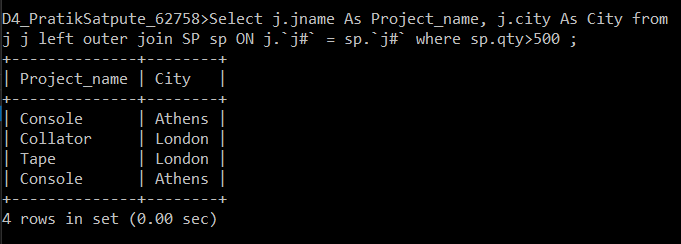 D4_PratikSatpute_62758>Select j.jname As Project_name, j.city As City from
j j left outer join SP sp ON j.`j#` = sp.`j#` where sp.qty>500 ;
+--------------+--------+
| Project_name | City   |
+--------------+--------+
| Console      | Athens |
| Collator     | London |
| Tape         | London |
| Console      | Athens |
+--------------+--------+
4 rows in set (0.00 sec)